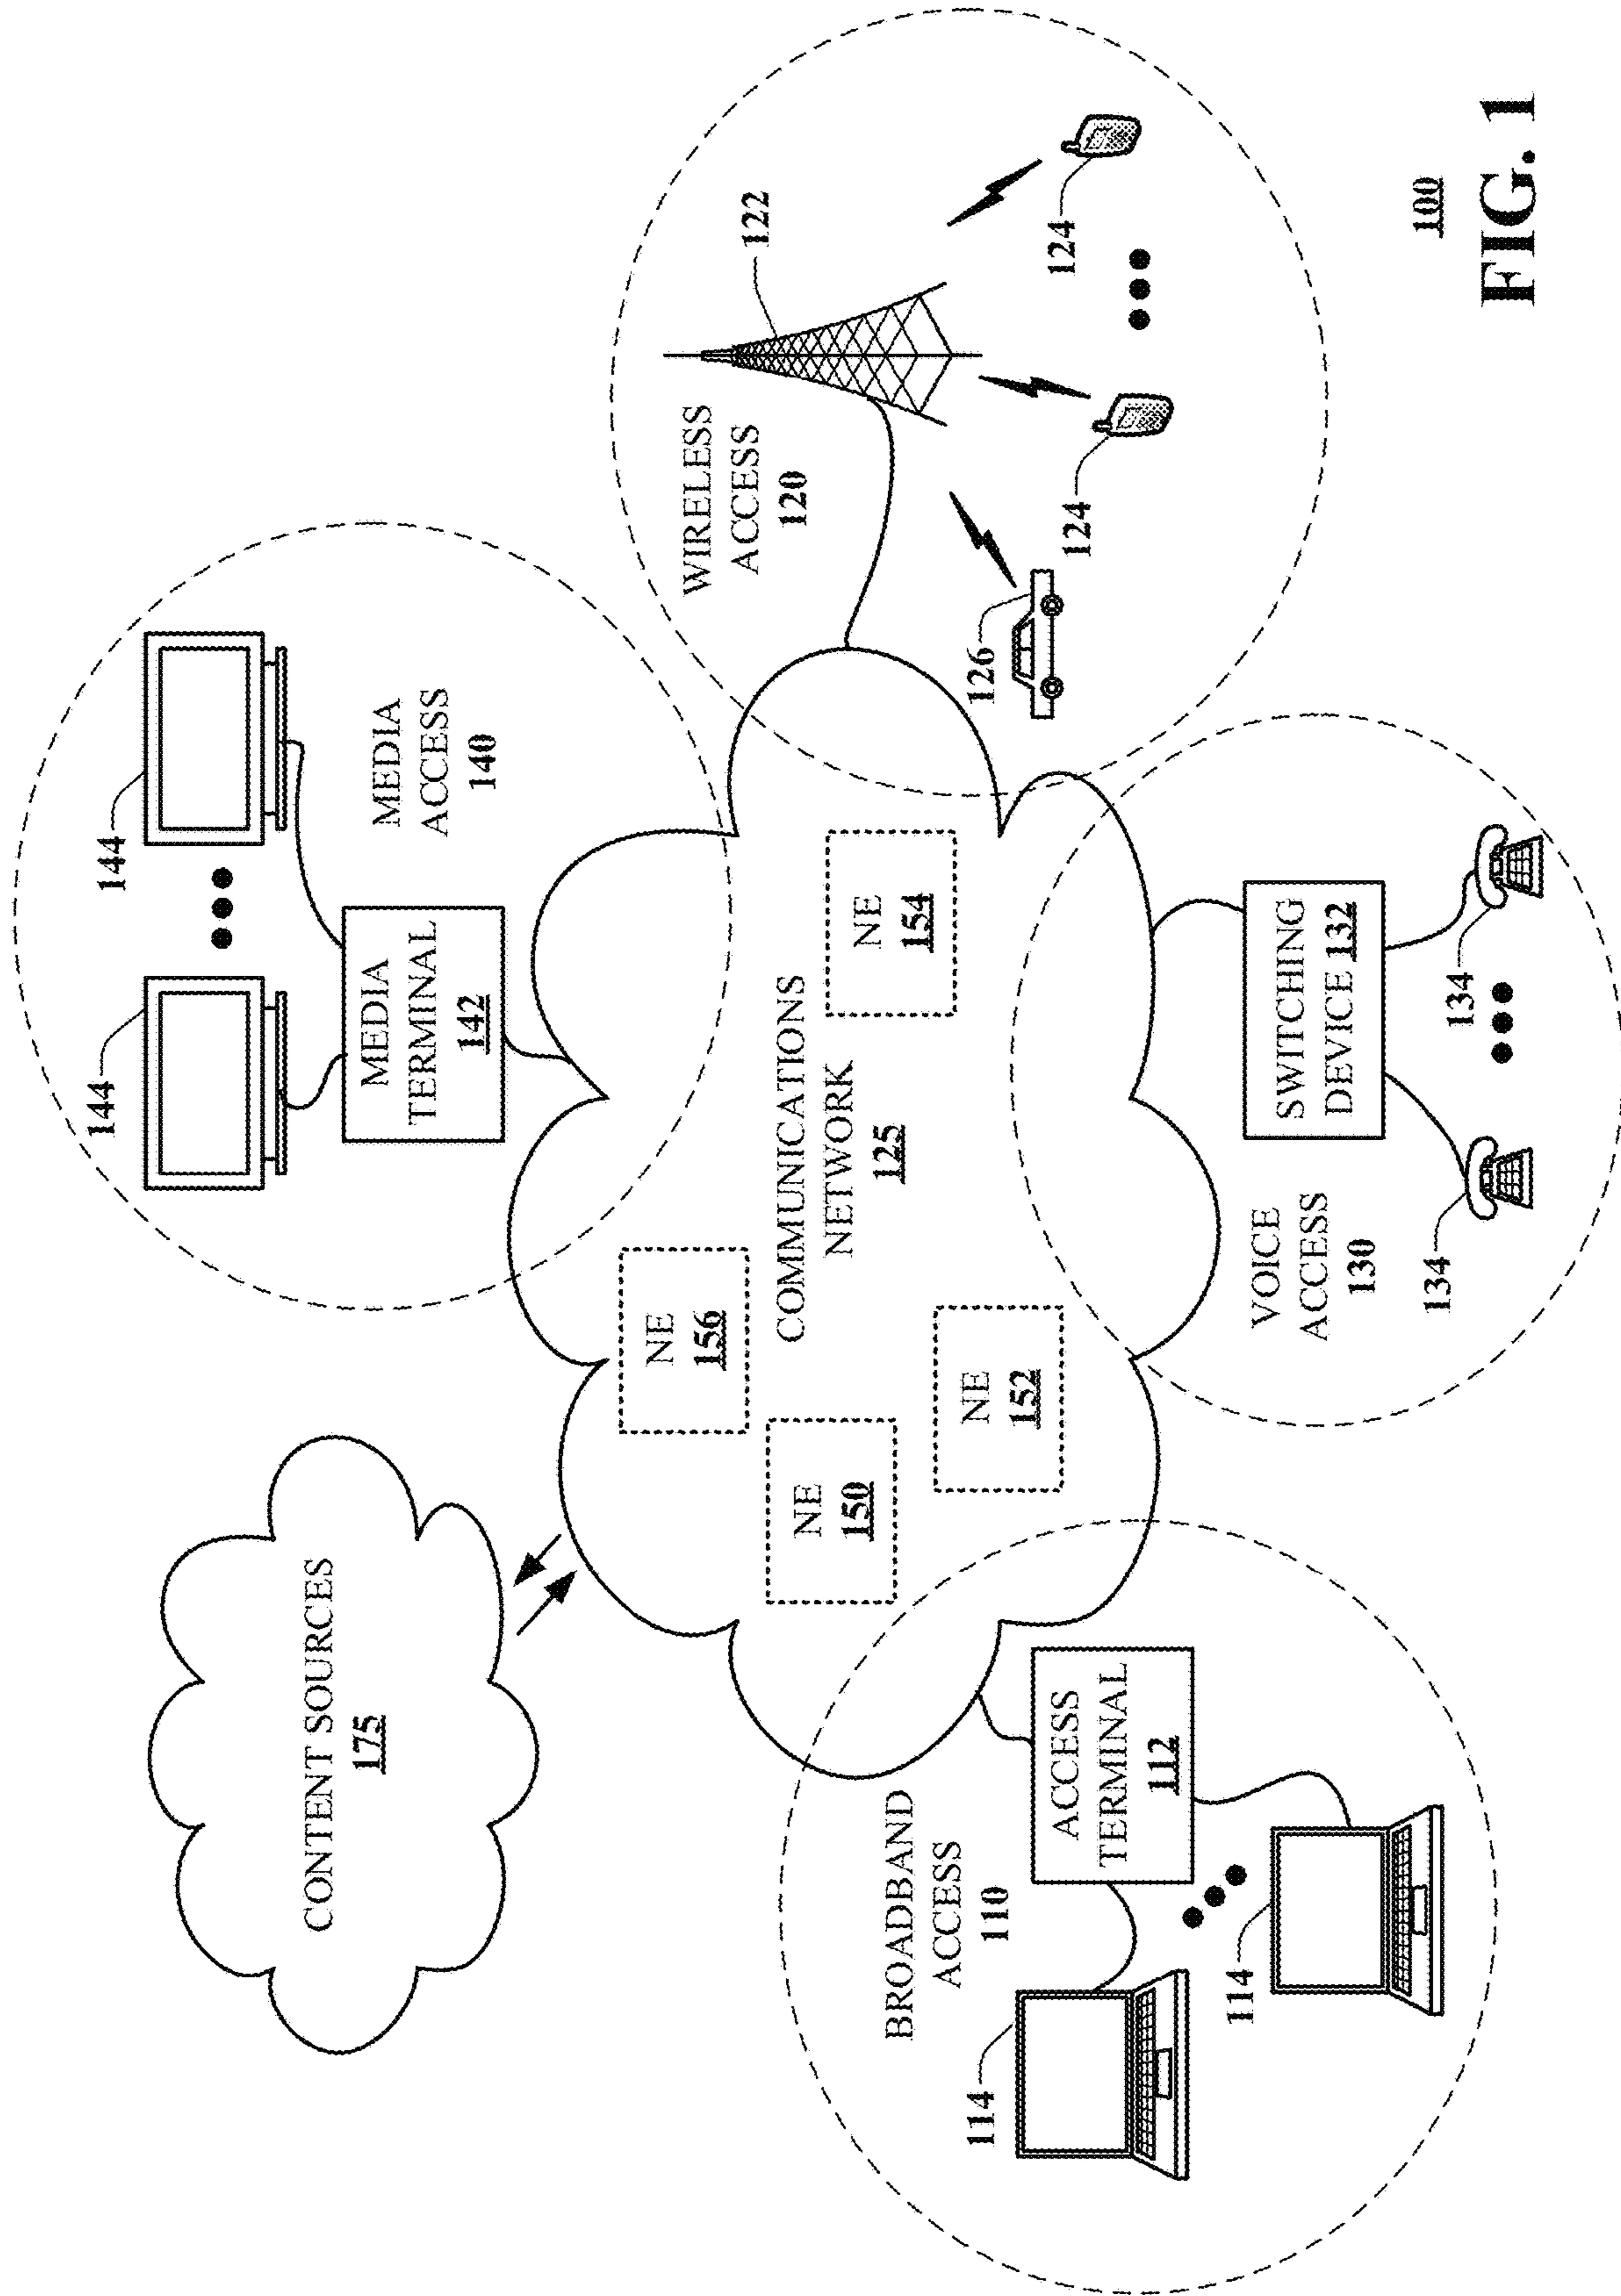 CONTENT SOURCES
175
144
144
MEDIA
TERMINAL
142
MEDIA
ACCESS
140
WIRELESS
ACCESS
120
122
124
124
126
NE
156
NE
150
NE
152
NE
154
COMMUNICATIONS
NETWORK
125
BROADBAND
ACCESS
110
ACCESS
TERMINAL
112
114
114
VOICE
ACCESS
130
SWITCHING
DEVICE 132
134
134
100
FIG. 1